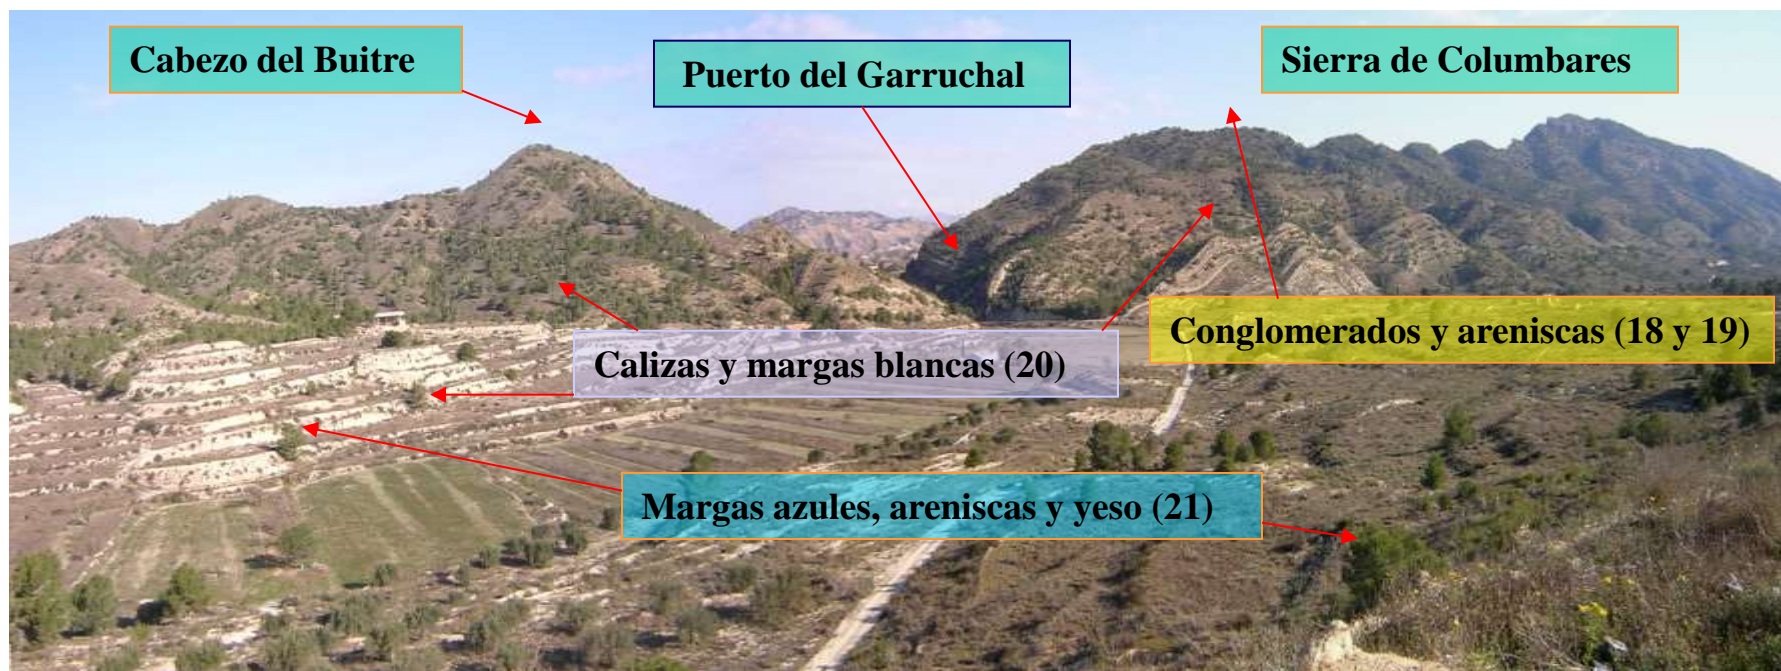 Cabezo del Buitre
Puerto del Garruchal
Sierra de Columbares
Conglomerados y areniscas (18 y 19)
Calizas y margas blancas (20)
Margas azules, areniscas y yeso (21)